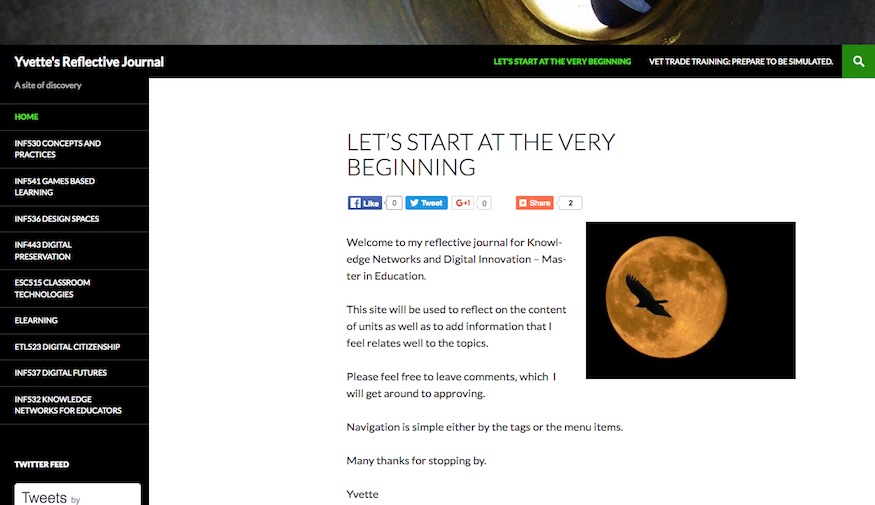 Yvette's Reflective Journal
LET'S START AT THE VERY BEGINNING
VET TRADE TRAINING: PREPARE TO BE SIMULATED.
A site of discovery
HOME
INF530 CONCEPTS AND
PRACTICES
INF541 GAMES BASED
LEARNING
INF536 DESIGN SPACES
INF443 DIGITAL
PRESERVATION
ESC515 CLASSROOM
TECHNOLOGIES
ELEARNING
ETL523 DIGITAL CITIZENSHIP
INF537 DIGITAL FUTURES
INF532 KNOWLEDGE
NETWORKS FOR EDUCATORS
TWITTER FEED
Tweets by
LET'S START AT THE VERY
BEGINNING
Like 0 Tweet G+1 0 Share 2
Welcome to my reflective journal for Knowl-
edge Networks and Digital Innovation – Mas-
ter in Education.
This site will be used to reflect on the content
of units as well as to add information that I
feel relates well to the topics.
Please feel free to leave comments, which I
will get around to approving.
Navigation is simple either by the tags or the menu items.
Many thanks for stopping by.
Yvette